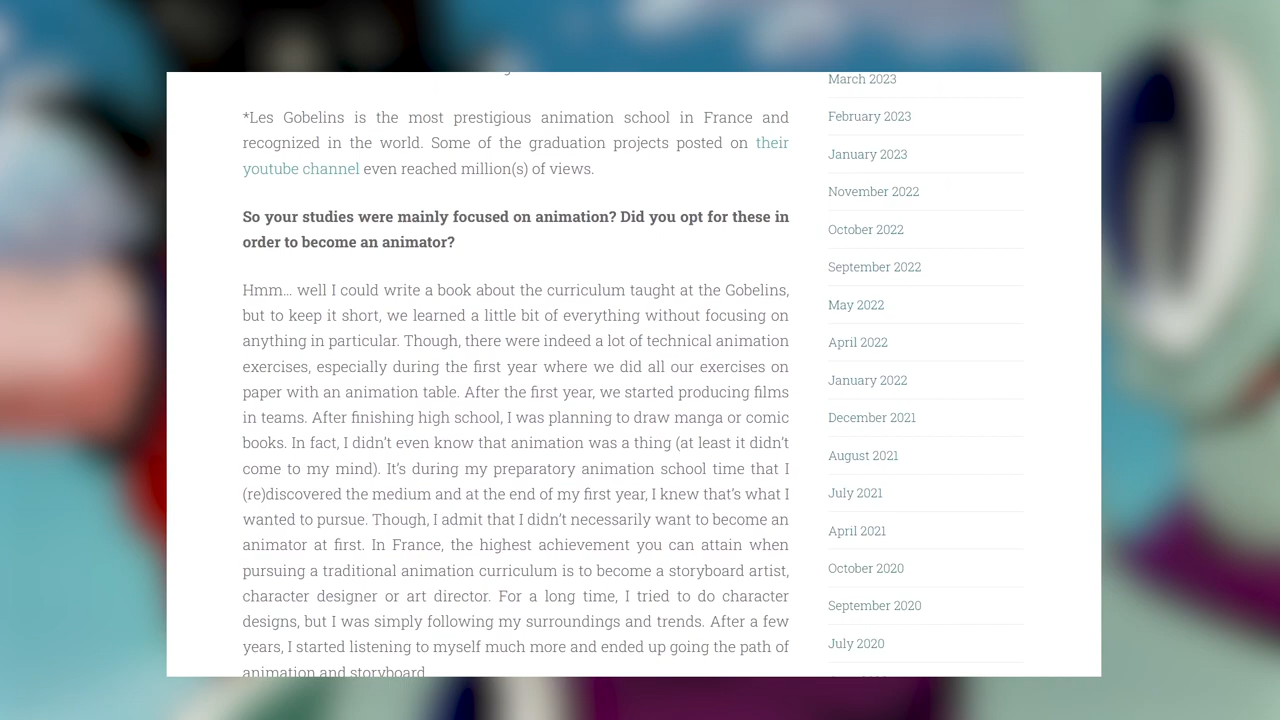 *Les Gobelins is the most prestigious animation school in France and
recognized in the world. Some of the graduation projects posted on their
youtube channel even reached million(s) of views.
So your studies were mainly focused on animation? Did you opt for these in
order to become an animator?
Hmm… well I could write a book about the curriculum taught at the Gobelins,
but to keep it short, we learned a little bit of everything without focusing on
anything in particular. Though, there were indeed a lot of technical animation
exercises, especially during the first year where we did all our exercises on
paper with an animation table. After the first year, we started producing films
in teams. After finishing high school, I was planning to draw manga or comic
books. In fact, I didn’t even know that animation was a thing (at least it didn’t
come to my mind). It’s during my preparatory animation school time that I
(re)discovered the medium and at the end of my first year, I knew that’s what I
wanted to pursue. Though, I admit that I didn’t necessarily want to become an
animator at first. In France, the highest achievement you can attain when
pursuing a traditional animation curriculum is to become a storyboard artist,
character designer or art director. For a long time, I tried to do character
designs, but I was simply following my surroundings and trends. After a few
years, I started listening to myself much more and ended up going the path of
animation and storyboard
March 2023
February 2023
January 2023
November 2022
October 2022
September 2022
May 2022
April 2022
January 2022
December 2021
August 2021
July 2021
April 2021
October 2020
September 2020
July 2020